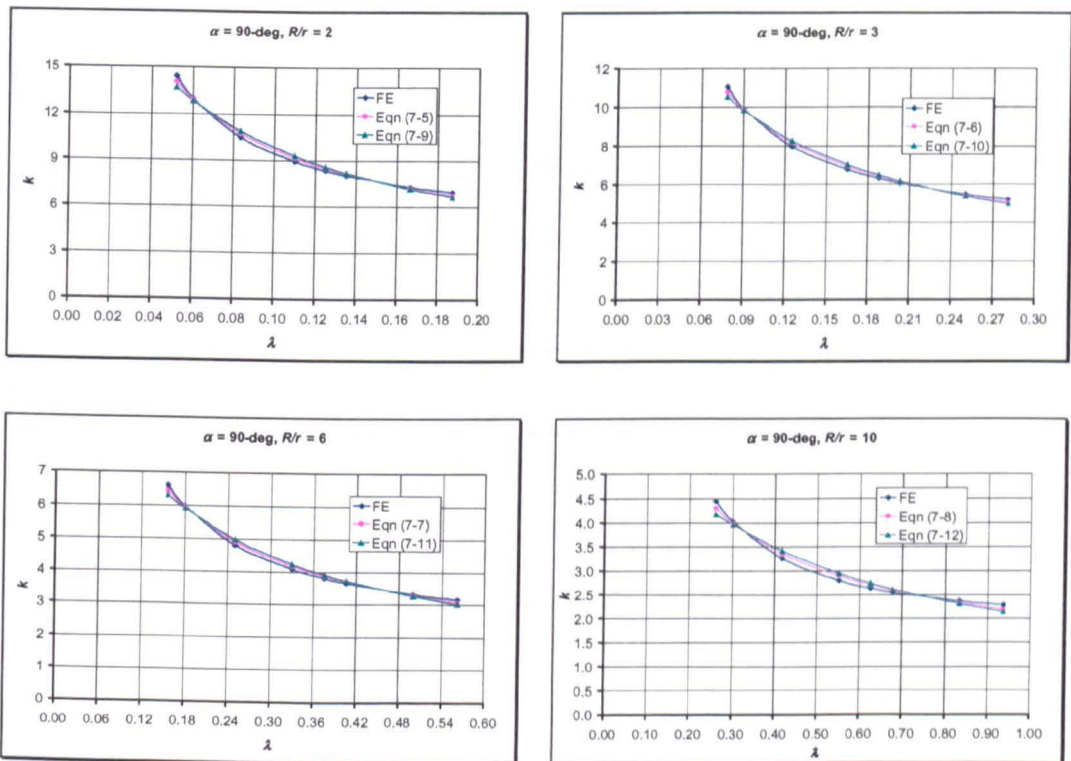 α = 90-deg, R/r = 2
15
12
9
6
3
0
k
FE
Eqn (7-5)
Eqn (7-9)
0.00 0.02 0.04 0.06 0.08 0.10 0.12 0.14 0.16 0.18 0.20
λ
α = 90-deg, R/r = 3
12
10
8
6
4
2
0
k
FE
Eqn (7-6)
Eqn (7-10)
0.00 0.03 0.06 0.09 0.12 0.15 0.18 0.21 0.24 0.27 0.30
λ
α = 90-deg, R/r = 6
7
6
5
4
3
2
1
0
k
FE
Eqn (7-7)
Eqn (7-11)
0.00 0.06 0.12 0.18 0.24 0.30 0.36 0.42 0.48 0.54 0.60
λ
α = 90-deg, R/r = 10
5.0
4.5
4.0
3.5
3.0
2.5
2.0
1.5
1.0
0.5
0.0
k
FE
Eqn (7-8)
Eqn (7-12)
0.00 0.10 0.20 0.30 0.40 0.50 0.60 0.70 0.80 0.90 1.00
λ